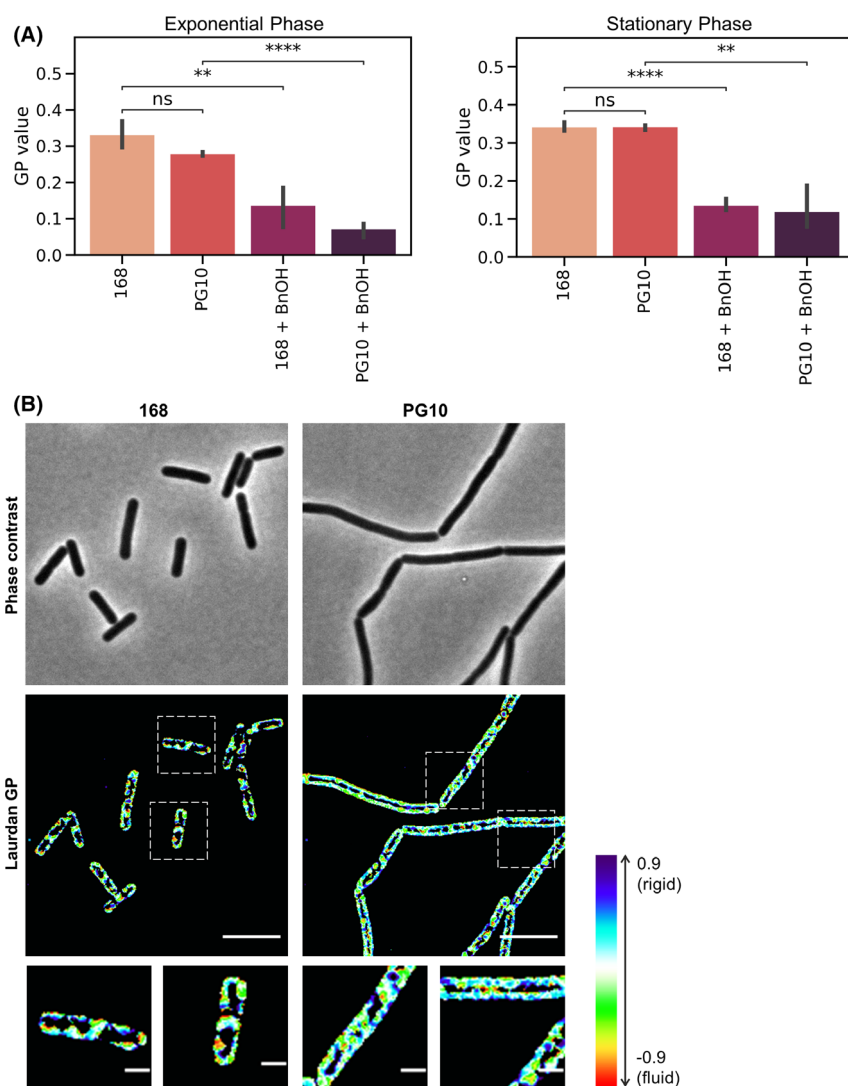 (A)
Exponential Phase
GP value
0.5
0.4
0.3
0.2
0.1
0.0
****
**
ns
168
PG10
168 + BnOH
PG10 + BnOH
Stationary Phase
GP value
0.5
0.4
0.3
0.2
0.1
0.0
**
****
ns
168
PG10
168 + BnOH
PG10 + BnOH
(B)
168
PG10
Phase contrast
Laurdan GP
0.9
(rigid)
-0.9
(fluid)